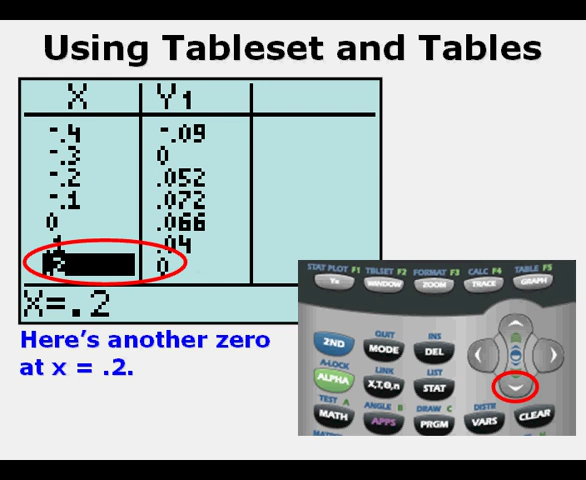 Using Tableset and Tables
X Y1
-.4 -.09
-.3 0
-.2 .052
-.1 .072
0 .066
.1 .04
.2 0
X=.2
Here's another zero
at x = .2.
STAT PLOT F1 TBLSET F2 FORMAT F3 CALC F4 TABLE F5
Y= WINDOW ZOOM TRACE GRAPH
QUIT INS
2ND MODE DEL
A-LOCK LINK LIST
ALPHA X,T,Θ,n STAT
TEST A ANGLE B DRAW C DISTR
MATH APPS PRGM VARS CLEAR